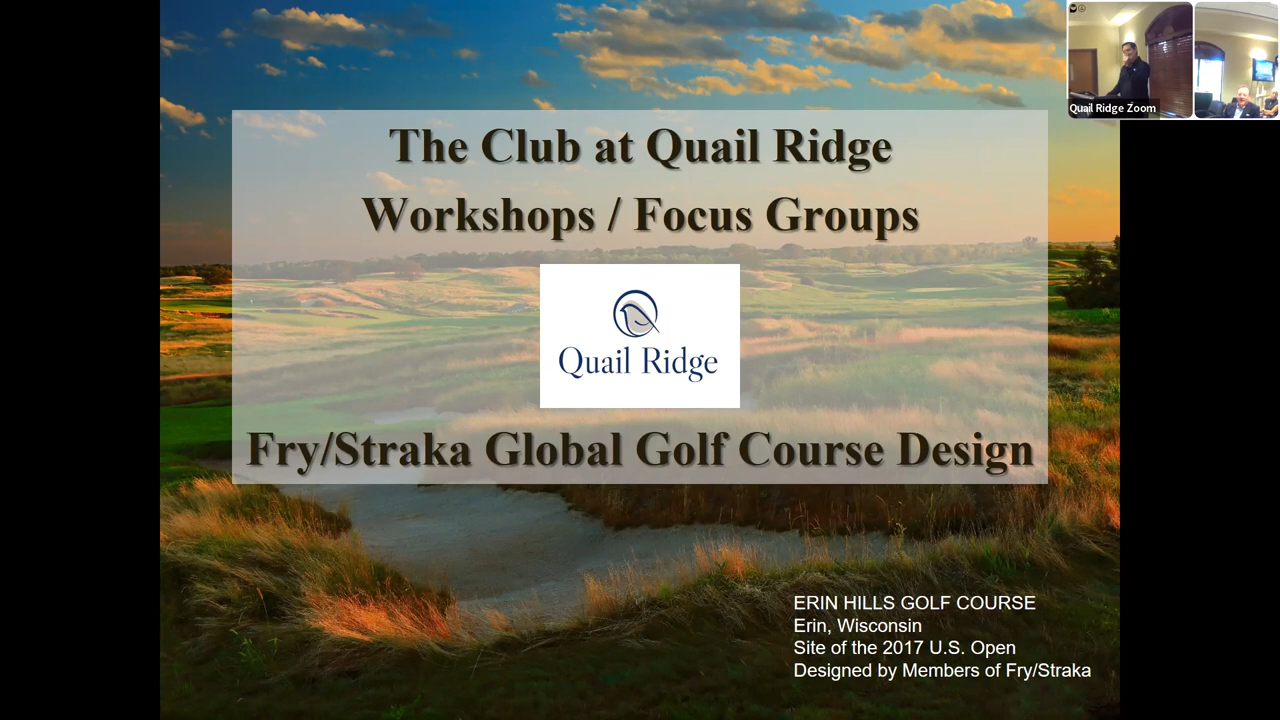 The Club at Quail Ridge
Workshops / Focus Groups
Quail Ridge
Fry/Straka Global Golf Course Design
ERIN HILLS GOLF COURSE
Erin, Wisconsin
Site of the 2017 U.S. Open
Designed by Members of Fry/Straka
Quail Ridge Zoom